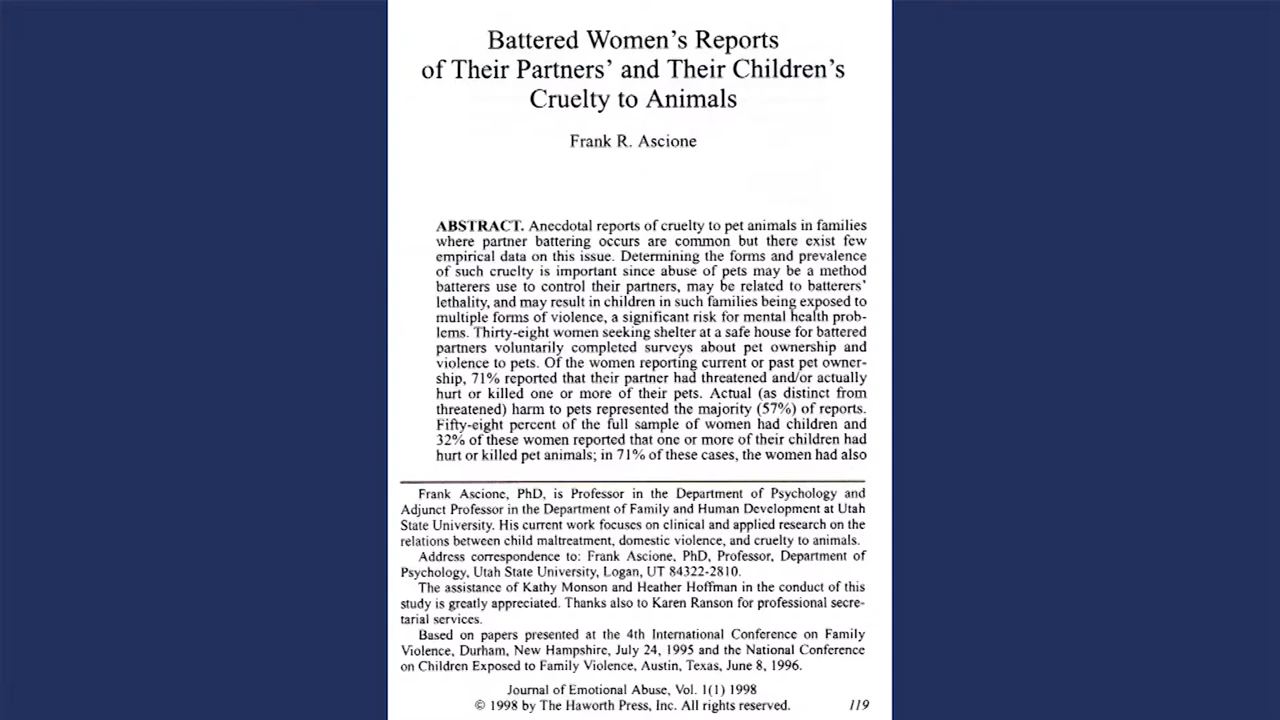 Battered Women's Reports
of Their Partners' and Their Children's
Cruelty to Animals
Frank R. Ascione
ABSTRACT. Anecdotal reports of cruelty to pet animals in families
where partner battering occurs are common but there exist few
empirical data on this issue. Determining the forms and prevalence
of such cruelty is important since abuse of pets may be a method
batterers use to control their partners, may be related to batterers'
lethality, and may result in children in such families being exposed to
multiple forms of violence, a significant risk for mental health prob-
lems. Thirty-eight women seeking shelter at a safe house for battered
partners voluntarily completed surveys about pet ownership and
violence to pets. Of the women reporting current or past pet owner-
ship, 71% reported that their partner had threatened and/or actually
hurt or killed one or more of their pets. Actual (as distinct from
threatened) harm to pets represented the majority (57%) of reports.
Fifty-eight percent of the full sample of women had children and
32% of these women reported that one or more of their children had
hurt or killed pet animals; in 71% of these cases, the women had also
Frank Ascione, PhD, is Professor in the Department of Psychology and
Adjunct Professor in the Department of Family and Human Development at Utah
State University. His current work focuses on clinical and applied research on the
relations between child maltreatment, domestic violence, and cruelty to animals.
Address correspondence to: Frank Ascione, PhD, Professor, Department of
Psychology, Utah State University, Logan, UT 84322-2810.
The assistance of Kathy Monson and Heather Hoffman in the conduct of this
study is greatly appreciated. Thanks also to Karen Ranson for professional secre-
tarial services.
Based on papers presented at the 4th International Conference on Family
Violence, Durham, New Hampshire, July 24, 1995 and the National Conference
on Children Exposed to Family Violence, Austin, Texas, June 8, 1996.
Journal of Emotional Abuse, Vol. 1(1) 1998
© 1998 by The Haworth Press, Inc. All rights reserved. 119